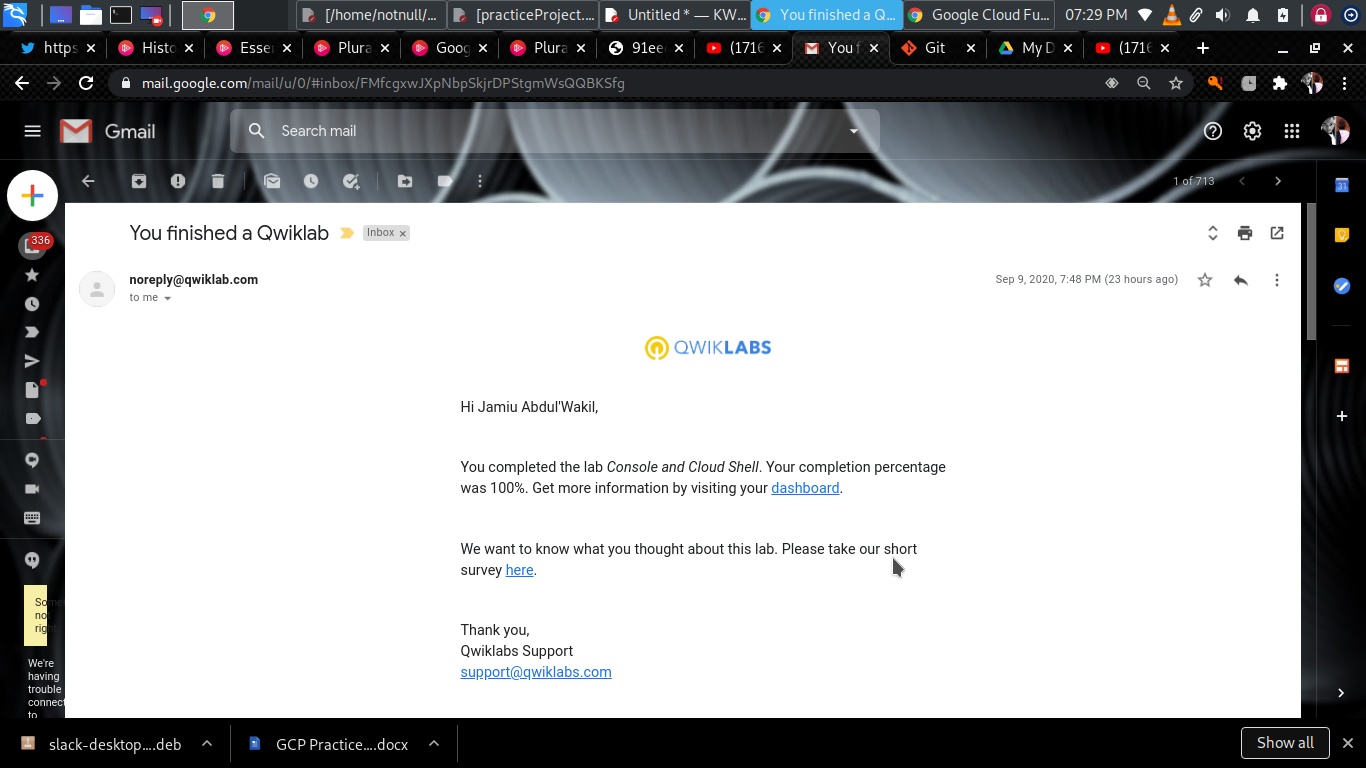 [/home/notnull/... [practiceProject.... Untitled * — KW... You finished a Q... Google Cloud Fu... 07:29 PM
https Histo Essen Plura Goog Plura 91eec (1716 You f Git My D (1716
mail.google.com/mail/u/0/#inbox/FMfcgxwJXpNbpSkjrDPStgmWsQQBKSfg
Gmail Search mail
1 of 713
31
336
You finished a Qwiklab Inbox x
noreply@qwiklab.com Sep 9, 2020, 7:48 PM (23 hours ago)
to me
QWIKLABS
Hi Jamiu Abdul'Wakil,
You completed the lab Console and Cloud Shell. Your completion percentage
was 100%. Get more information by visiting your dashboard.
We want to know what you thought about this lab. Please take our short
survey here.
Thank you,
Qwiklabs Support
support@qwiklabs.com
Some
not
right
We're
having
trouble
connect
to
slack-desktop....deb GCP Practice....docx Show all